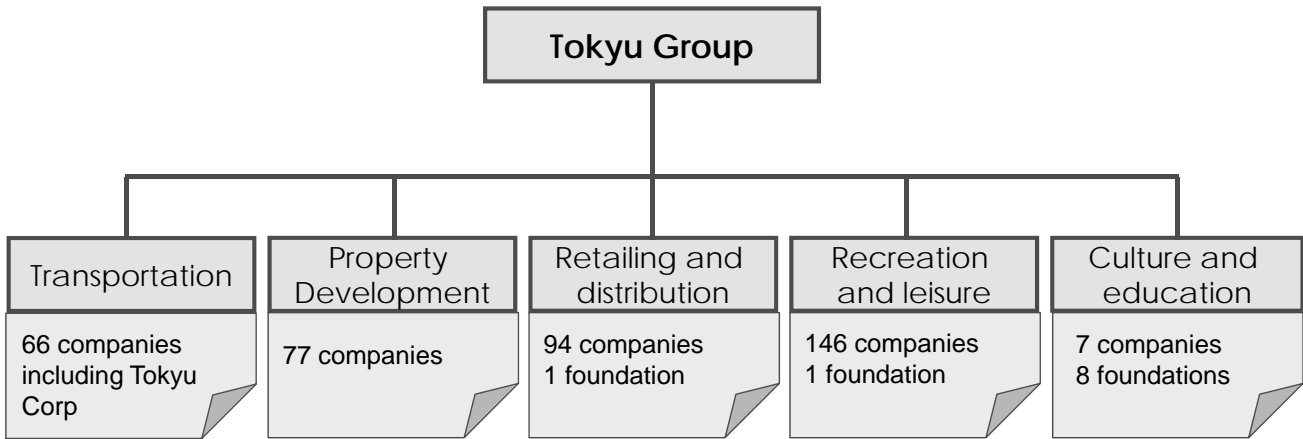 Tokyu Group
Transportation
66 companies
including Tokyu
Corp
Property
Development
77 companies
Retailing and
distribution
94 companies
1 foundation
Recreation
and leisure
146 companies
1 foundation
Culture and
education
7 companies
8 foundations